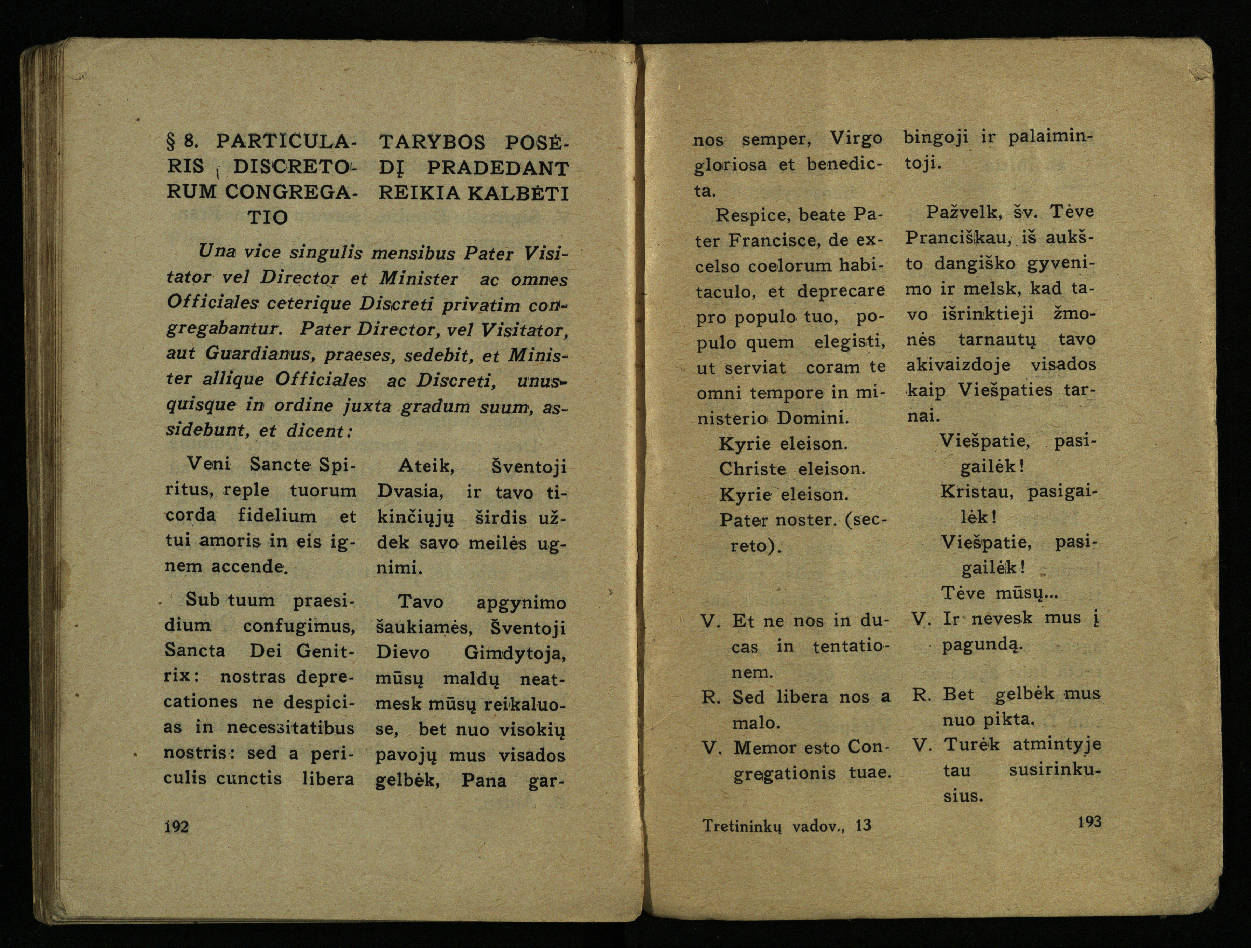 § 8. PARTICULA-
RIS DISCRETO-
RUM CONGREGA-
TIO
TARYBOS POSĖ-
DĮ PRADEDANT
REIKIA KALBĖTI
Una vice singulis mensibus Pater Visi-
tator vel Director et Minister ac omnes
Officiales ceterique Discreti privatim con-
gregabantur. Pater Director, vel Visitator,
aut Guardianus, praeses, sedebit, et Minis-
ter allique Officiales ac Discreti, unus-
quisque in ordine juxta gradum suum, as-
sidebunt, et dicent:
Veni Sancte Spi-
ritus, reple tuorum
corda fidelium et
tui amoris in eis ig-
nem accende.
Sub tuum praesi-
dium confugimus,
Sancta Dei Genit-
rix: nostras depre-
cationes ne despici-
as in necessitatibus
nostris: sed a peri-
culis cunctis libera
Ateik, Šventoji
Dvasia, ir tavo ti-
kinčiųjų širdis už-
dek savo meilės ug-
nimi.
Tavo apgynimo
šaukiamės, Šventoji
Dievo Gimdytoja,
mūsų maldų neat-
mesk mūsų reikaluo-
se, bet nuo visokių
pavojų mus visados
gelbėk, Pana gar-
192
nos semper, Virgo
gloriosa et benedic-
ta.
Respice, beate Pa-
ter Francisce, de ex-
celso coelorum habi-
taculo, et deprecare
pro populo tuo, po-
pulo quem elegisti,
ut serviat coram te
omni tempore in mi-
nisterio Domini.
Kyrie eleison.
Christe eleison.
Kyrie eleison.
Pater noster. (sec-
reto).
V. Et ne nos in du-
cas in tentatio-
nem.
R. Sed libera nos a
malo.
V. Memor esto Con-
gregationis tuae.
bingoji ir palaimin-
toji.
Pažvelk, šv. Tėve
Pranciškau, iš aukš-
to dangiško gyveni-
mo ir melsk, kad ta-
vo išrinktieji žmo-
nės tarnautų tavo
akivaizdoje visados
kaip Viešpaties tar-
nai.
Viešpatie, pasi-
gailėk!
Kristau, pasigai-
lėk!
Viešpatie, pasi-
gailėk!
Tėve mūsų...
V. Ir nevesk mus į
pagundą.
R. Bet gelbėk mus
nuo pikta.
V. Turėk atmintyje
tau susirinku-
sius.
Tretininkų vadov., 13
193